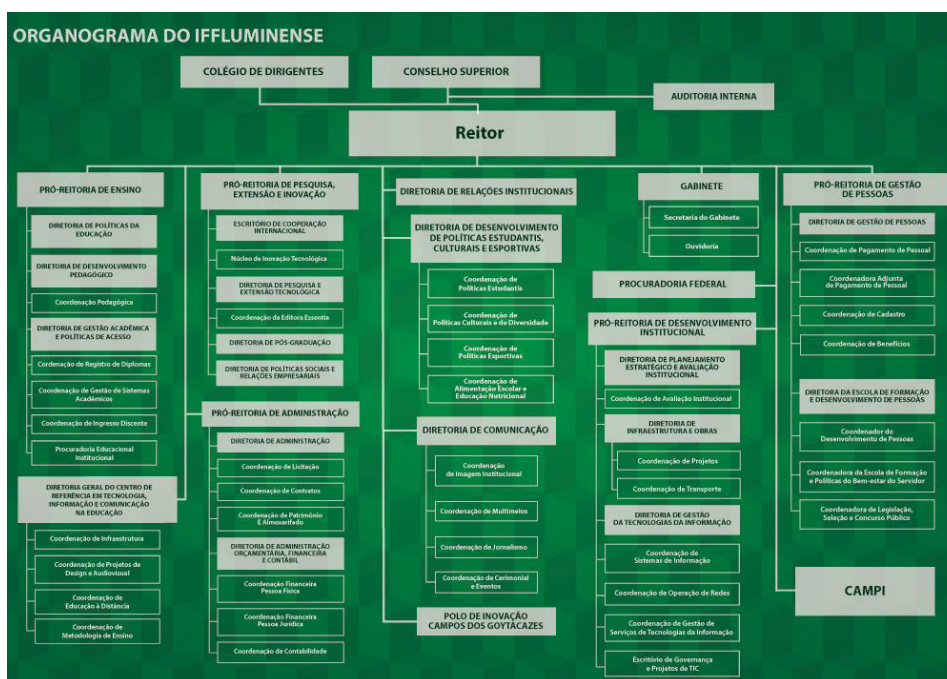 ORGANOGRAMA DO IFFLUMINENSE
COLÉGIO DE DIRIGENTES
CONSELHO SUPERIOR
AUDITORIA INTERNA
Reitor
PRÓ-REITORIA DE ENSINO
DIRETORIA DE POLÍTICAS DA
EDUCAÇÃO
DIRETORIA DE DESENVOLVIMENTO
PEDAGÓGICO
Coordenação Pedagógica
DIRETORIA DE GESTÃO ACADÊMICA
E POLÍTICAS DE ACESSO
Cordenação de Registro de Diplomas
Coordenação de Gestão de Sistemas
Acadêmicos
Coordenação de Ingresso Discente
Procuradoria Educacional
Institucional
DIRETORIA GERAL DO CENTRO DE
REFERÊNCIA EM TECNOLOGIA,
INFORMAÇÃO E COMUNICAÇÃO
NA EDUCAÇÃO
Coordenação de Infraestrutura
Coordenação de Projetos de
Design e Audiovisual
Coordenação de
Educação à Distância
Coordenação de
Metodologia de Ensino
PRÓ-REITORIA DE PESQUISA,
EXTENSÃO E INOVAÇÃO
ESCRITÓRIO DE COOPERAÇÃO
INTERNACIONAL
Núcleo de Inovação Tecnológica
DIRETORIA DE PESQUISA E
EXTENSÃO TECNOLÓGICA
Coordenação da Editora Essentia
DIRETORIA DE PÓS-GRADUAÇÃO
DIRETORIA DE POLÍTICAS SOCIAIS E
RELAÇÕES EMPRESARIAIS
PRÓ-REITORIA DE ADMINISTRAÇÃO
DIRETORIA DE ADMINISTRAÇÃO
Coordenação de Licitação
Coordenação de Contratos
Coordenação de Patrimônio
E Almoxarifado
DIRETORIA DE ADMINISTRAÇÃO
ORÇAMENTÁRIA, FINANCEIRA
E CONTÁBIL
Coordenação Financeira
Pessoa Física
Coordenação Financeira
Pessoa Jurídica
Coordenação de Contabilidade
DIRETORIA DE RELAÇÕES INSTITUCIONAIS
DIRETORIA DE DESENVOLVIMENTO
DE POLÍTICAS ESTUDANTIS,
CULTURAIS E ESPORTIVAS
Coordenação de
Políticas Estudantis
Coordenação de
Políticas Culturais e de Diversidade
Coordenação de
Políticas Esportivas
Coordenação de
Alimentação Escolar e
Educação Nutricional
DIRETORIA DE COMUNICAÇÃO
Coordenação
de Imagem Institucional
Coordenação de Multimeios
Coordenação de Jornalismo
Coordenação de Cerimonial
e Eventos
POLO DE INOVAÇÃO
CAMPOS DOS GOYTACAZES
GABINETE
Secretaria do Gabinete
Ouvidoria
PROCURADORIA FEDERAL
PRÓ-REITORIA DE DESENVOLVIMENTO
INSTITUCIONAL
DIRETORIA DE PLANEJAMENTO
ESTRATÉGICO E AVALIAÇÃO
INSTITUCIONAL
Coordenação de Avaliação Institucional
DIRETORIA DE
INFRAESTRUTURA E OBRAS
Coordenação de Projetos
Coordenação de Transporte
DIRETORIA DE GESTÃO
DA TECNOLOGIAS DA INFORMAÇÃO
Coordenação de
Sistemas de Informação
Coordenação de Operação de Redes
Coordenação de Gestão de
Serviços de Tecnologias da Informação
Escritório de Governança
e Projetos de TIC
PRÓ-REITORIA DE GESTÃO
DE PESSOAS
DIRETORIA DE GESTÃO DE PESSOAS
Coordenação de Pagamento de Pessoal
Coordenadora Adjunta
de Pagamento de Pessoal
Coordenação de Cadastro
Coordenação de Benefícios
DIRETORA DA ESCOLA DE FORMAÇÃO
E DESENVOLVIMENTO DE PESSOAS
Coordenador do
Desenvolvimento de Pessoas
Coordenadora da Escola de Formação
e Políticas do Bem-estar do Servidor
Coordenadora de Legislação,
Seleção e Concurso Público
CAMPI